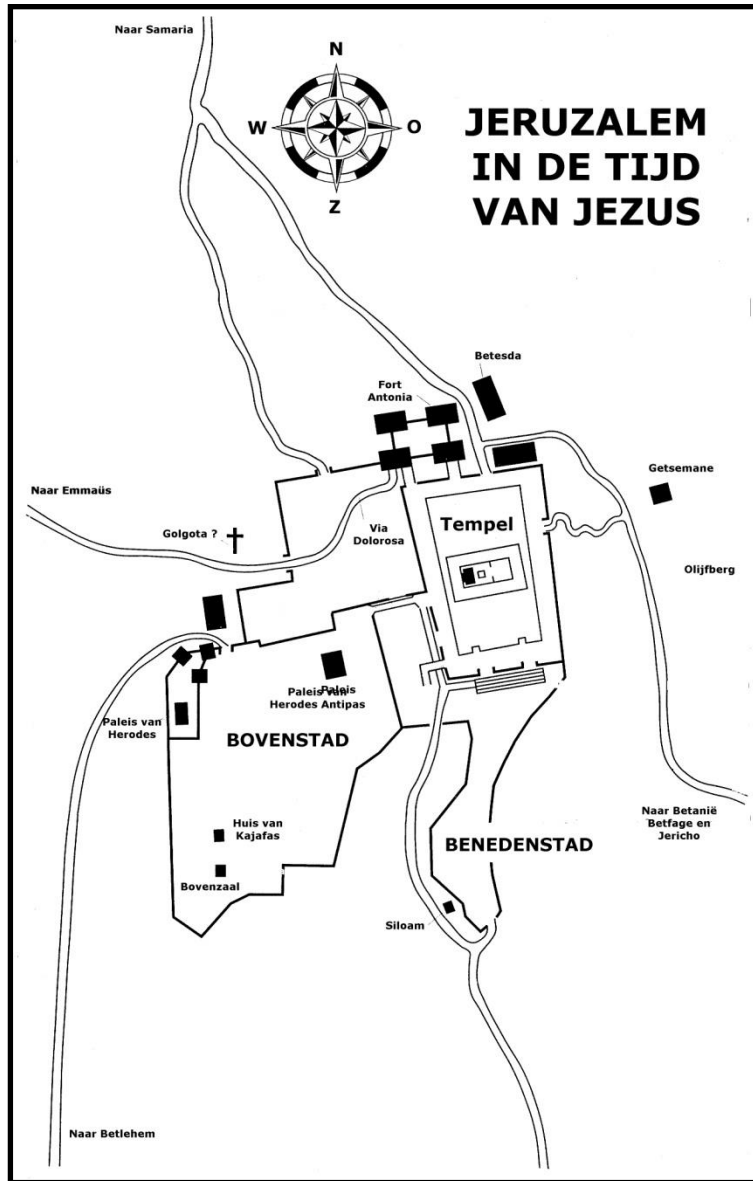 Naar Samaria
N
W
O
Z
JERUZALEM
IN DE TIJD
VAN JEZUS
Betesda
Fort
Antonia
Getsemane
Naar Emmaüs
Golgota ?
Via
Dolorosa
Tempel
Olijfberg
Paleis van
Herodes Antipas
Paleis
Paleis van
Herodes
BOVENSTAD
Huis van
Kajafas
Bovenzaal
BENEDENSTAD
Naar Betanië
Betfage en
Jericho
Siloam
Naar Betlehem